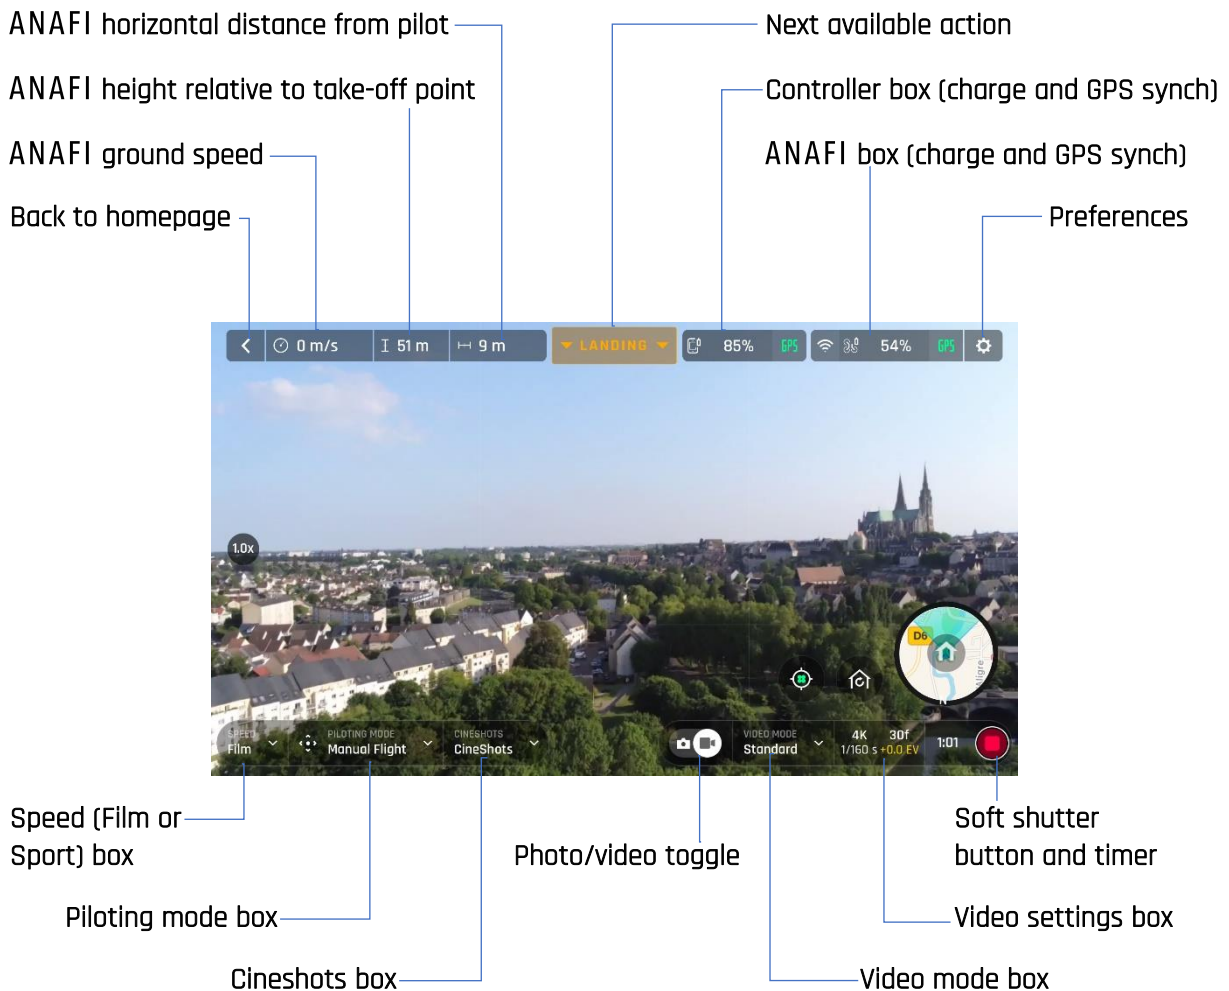 ANAFI horizontal distance from pilot
Next available action
ANAFI height relative to take-off point
Controller box (charge and GPS synch)
ANAFI ground speed
ANAFI box (charge and GPS synch)
Back to homepage
Preferences
0 m/s
51 m
9 m
LANDING
85%
GPS
54%
GPS
1.0x
D6
N
SPEED
Film
PILOTING MODE
Manual Flight
CINESHOTS
CineShots
VIDEO MODE
Standard
4K 30f
1/160 s +0.0 EV
1:01
Speed (Film or
Sport) box
Photo/video toggle
Soft shutter
button and timer
Piloting mode box
Video settings box
Cineshots box
Video mode box